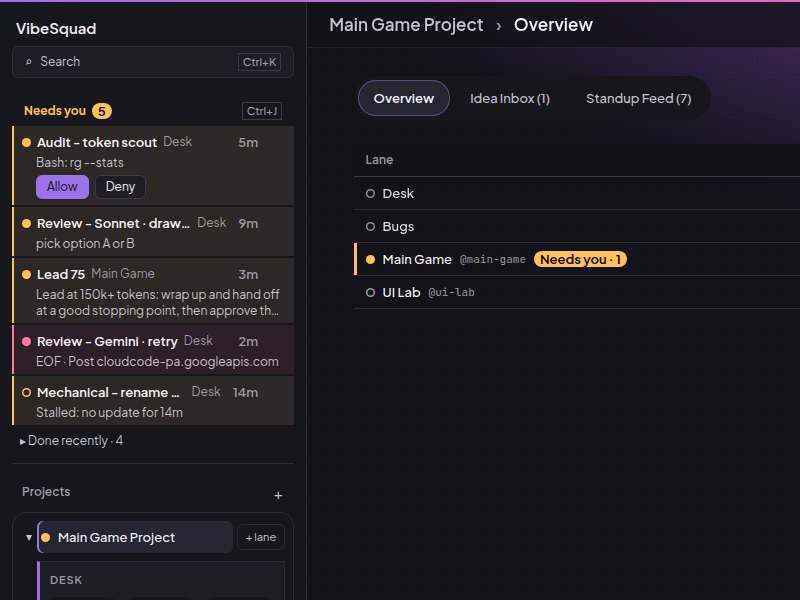 VibeSquad
Search Ctrl+K
Needs you 5 Ctrl+J
Audit – token scout Desk 5m
Bash: rg --stats
Allow Deny
Review – Sonnet · draw… Desk 9m
pick option A or B
Lead 75 Main Game 3m
Lead at 150k+ tokens: wrap up and hand off
at a good stopping point, then approve th…
Review – Gemini · retry Desk 2m
EOF · Post cloudcode-pa.googleapis.com
Mechanical – rename … Desk 14m
Stalled: no update for 14m
▸ Done recently · 4
Projects +
▾ Main Game Project + lane
DESK
Main Game Project › Overview
Overview Idea Inbox (1) Standup Feed (7)
Lane
Desk
Bugs
Main Game @main-game Needs you · 1
UI Lab @ui-lab